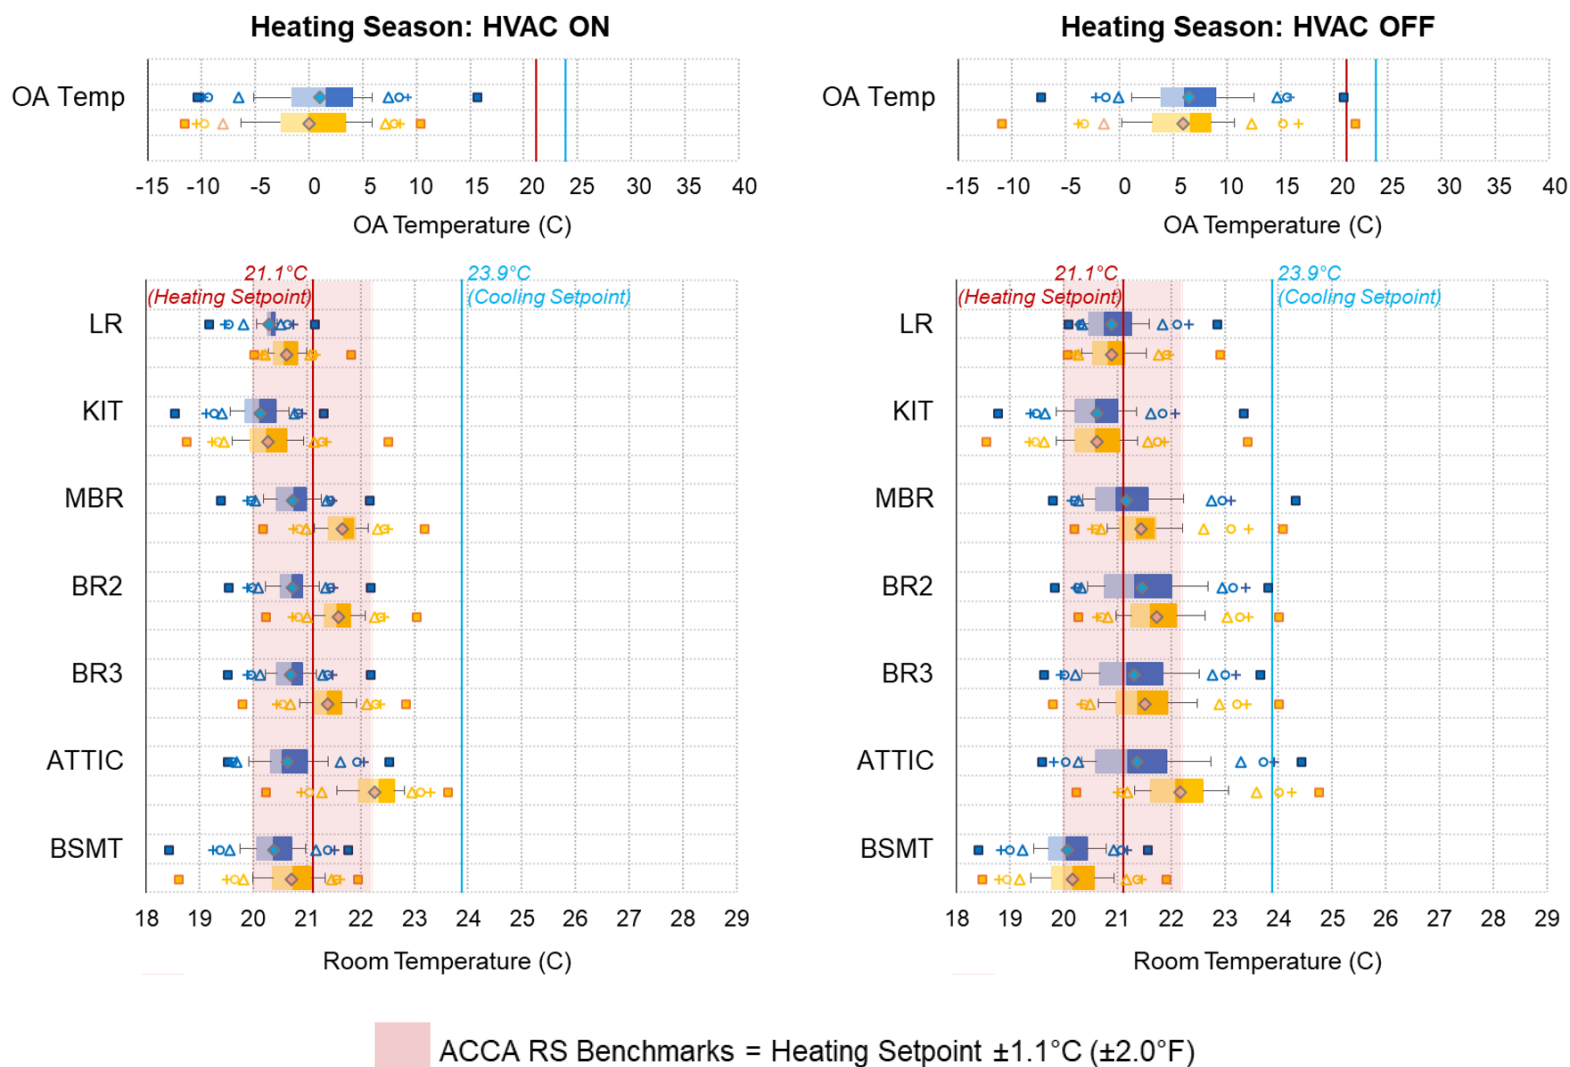 Heating Season: HVAC ON
OA Temp
-15 -10 -5 0 5 10 15 20 25 30 35 40
OA Temperature (C)
21.1°C
(Heating Setpoint)
23.9°C
(Cooling Setpoint)
LR
KIT
MBR
BR2
BR3
ATTIC
BSMT
18 19 20 21 22 23 24 25 26 27 28 29
Room Temperature (C)
Heating Season: HVAC OFF
OA Temp
-15 -10 -5 0 5 10 15 20 25 30 35 40
OA Temperature (C)
21.1°C
(Heating Setpoint)
23.9°C
(Cooling Setpoint)
LR
KIT
MBR
BR2
BR3
ATTIC
BSMT
18 19 20 21 22 23 24 25 26 27 28 29
Room Temperature (C)
ACCA RS Benchmarks = Heating Setpoint ±1.1°C (±2.0°F)